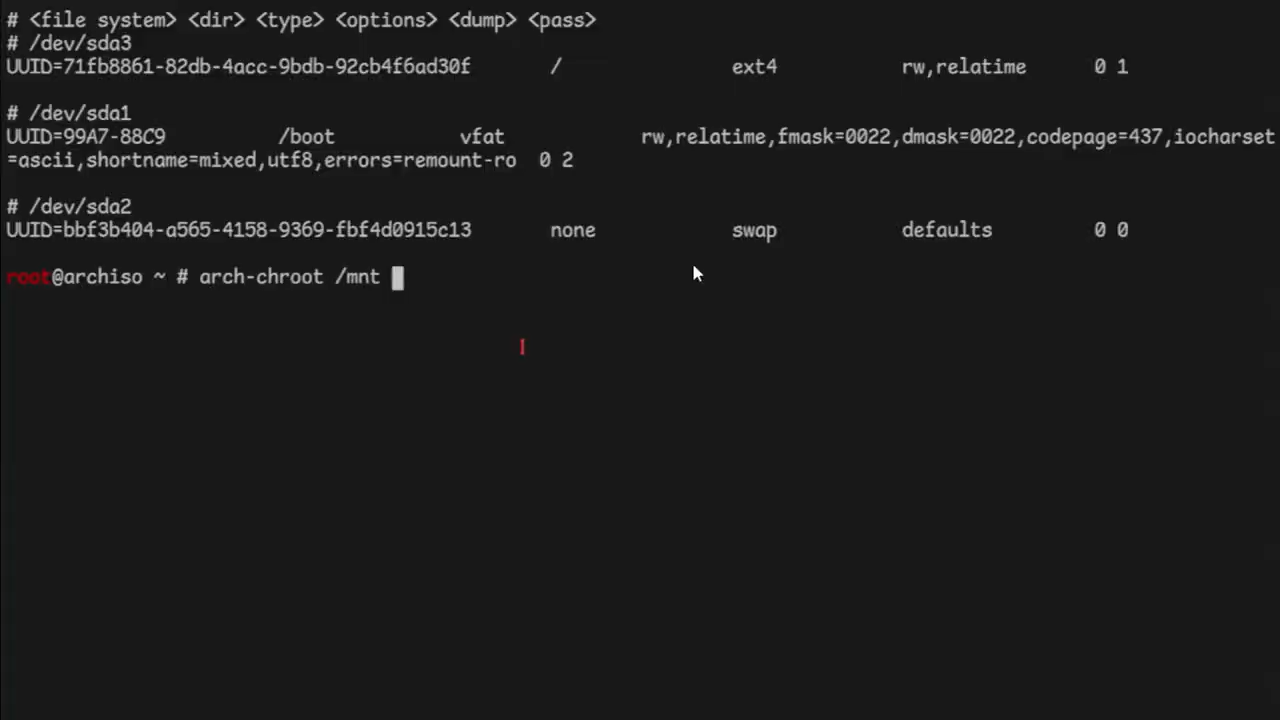 # <file system> <dir> <type> <options> <dump> <pass>
# /dev/sda3
UUID=71fb8861-82db-4acc-9bdb-92cb4f6ad30f / ext4 rw,relatime 0 1
# /dev/sda1
UUID=99A7-88C9 /boot vfat rw,relatime,fmask=0022,dmask=0022,codepage=437,iocharset
=ascii,shortname=mixed,utf8,errors=remount-ro 0 2
# /dev/sda2
UUID=bbf3b404-a565-4158-9369-fbf4d0915c13 none swap defaults 0 0
root@archiso ~ # arch-chroot /mnt